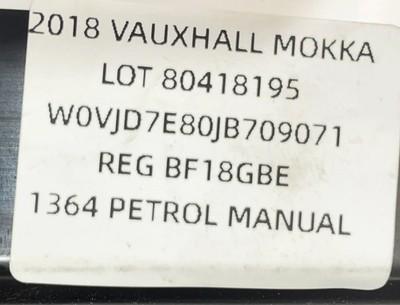 2018 VAUXHALL MOKKA
LOT 80418195
W0VJD7E80JB709071
REG BF18GBE
1364 PETROL MANUAL